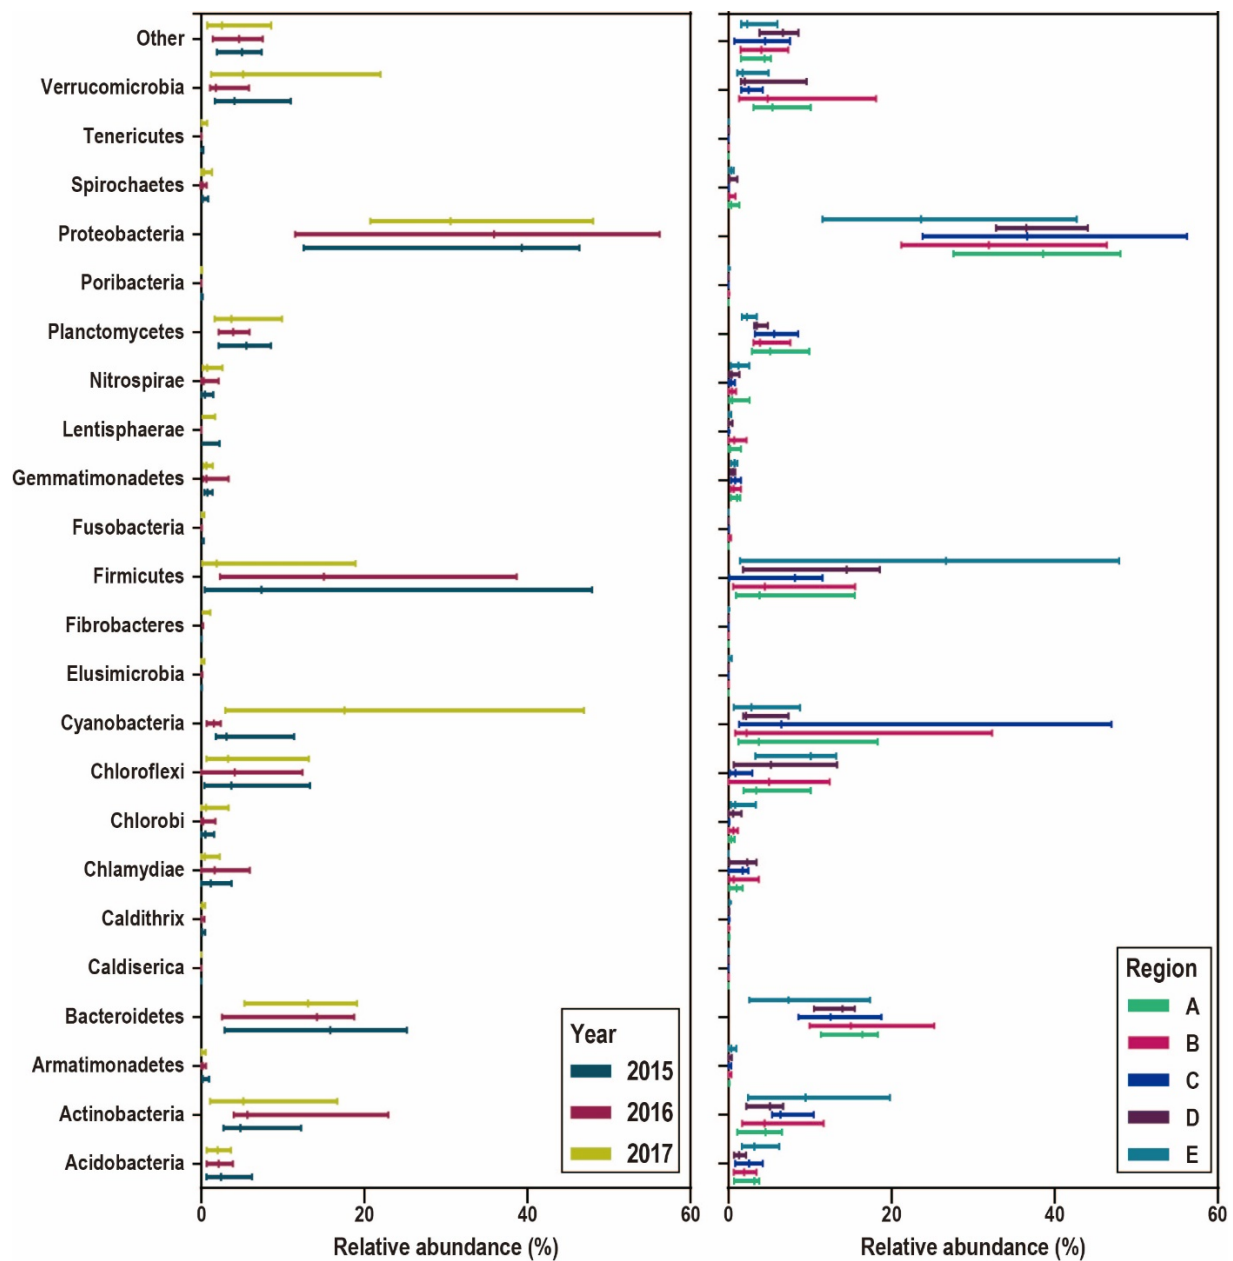 Other
Verrucomicrobia
Tenericutes
Spirochaetes
Proteobacteria
Poribacteria
Planctomycetes
Nitrospirae
Lentisphaerae
Gemmatimonadetes
Fusobacteria
Firmicutes
Fibrobacteres
Elusimicrobia
Cyanobacteria
Chloroflexi
Chlorobi
Chlamydiae
Caldithrix
Caldiserica
Bacteroidetes
Armatimonadetes
Actinobacteria
Acidobacteria
Year
2015
2016
2017
0 20 40 60
Relative abundance (%)
Region
A
B
C
D
E
0 20 40 60
Relative abundance (%)